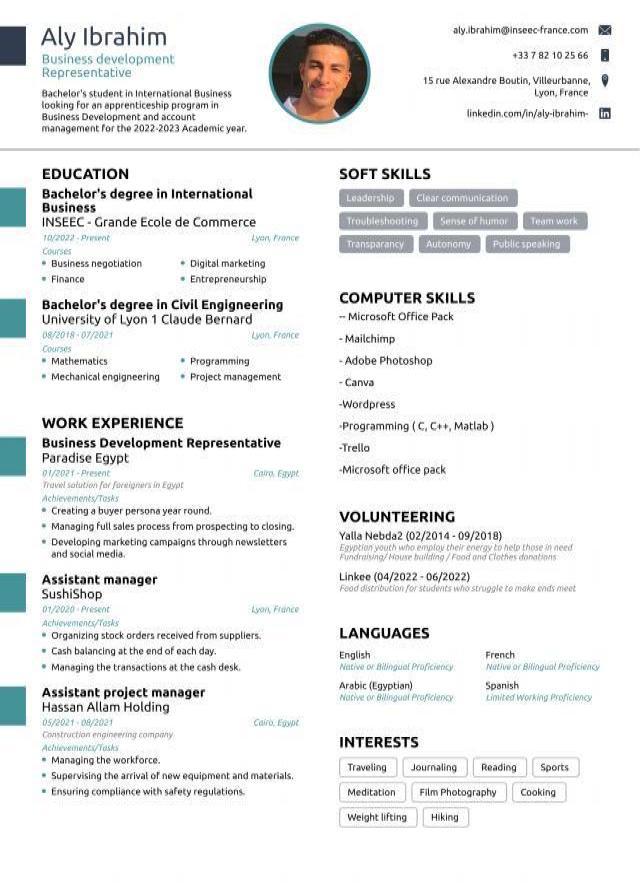 Aly Ibrahim
Business development
Representative
Bachelor's student in International Business
looking for an apprenticeship program in
Business Development and account
management for the 2022-2023 Academic year.
aly.ibrahim@inseec-france.com
+33 7 82 10 25 66
15 rue Alexandre Boutin, Villeurbanne,
Lyon, France
linkedin.com/in/aly-ibrahim-
in
EDUCATION
Bachelor's degree in International
Business
INSEEC - Grande Ecole de Commerce
10/2022 - Present Lyon, France
Courses
• Business negotiation • Digital marketing
• Finance • Entrepreneurship
Bachelor's degree in Civil Engigneering
University of Lyon 1 Claude Bernard
08/2018 - 07/2021 Lyon, France
Courses
• Mathematics • Programming
• Mechanical engigneering • Project management
WORK EXPERIENCE
Business Development Representative
Paradise Egypt
01/2021 - Present Cairo, Egypt
Travel solution for foreigners in Egypt
Achievements/Tasks
• Creating a buyer persona year round.
• Managing full sales process from prospecting to closing.
• Developing marketing campaigns through newsletters
and social media.
Assistant manager
SushiShop
01/2020 - Present Lyon, France
Achievements/Tasks
• Organizing stock orders received from suppliers.
• Cash balancing at the end of each day.
• Managing the transactions at the cash desk.
Assistant project manager
Hassan Allam Holding
05/2021 - 08/2021 Cairo, Egypt
Construction engineering company
Achievements/Tasks
• Managing the workforce.
• Supervising the arrival of new equipment and materials.
• Ensuring compliance with safety regulations.
SOFT SKILLS
Leadership Clear communication
Troubleshooting Sense of humor Team work
Transparancy Autonomy Public speaking
COMPUTER SKILLS
-- Microsoft Office Pack
- Mailchimp
- Adobe Photoshop
- Canva
-Wordpress
-Programming ( C, C++, Matlab )
-Trello
-Microsoft office pack
VOLUNTEERING
Yalla Nebda2 (02/2014 - 09/2018)
Egyptian youth who employ their energy to help those in need
Fundraising/ House building / Food and Clothes donations
Linkee (04/2022 - 06/2022)
Food distribution for students who struggle to make ends meet
LANGUAGES
English French
Native or Bilingual Proficiency Native or Bilingual Proficiency
Arabic (Egyptian) Spanish
Native or Bilingual Proficiency Limited Working Proficiency
INTERESTS
Traveling Journaling Reading Sports
Meditation Film Photography Cooking
Weight lifting Hiking